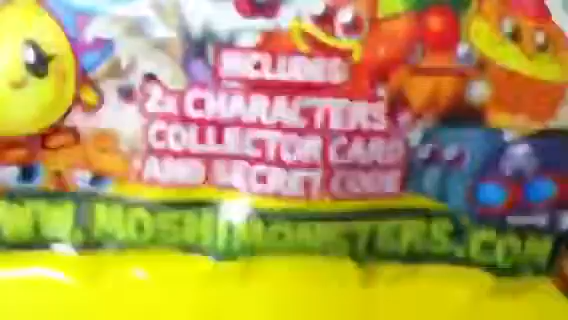 INCLUDES
2x CHARACTERS
COLLECTOR CARD
AND SECRET CODE
WWW.MOSHIMONSTERS.COM